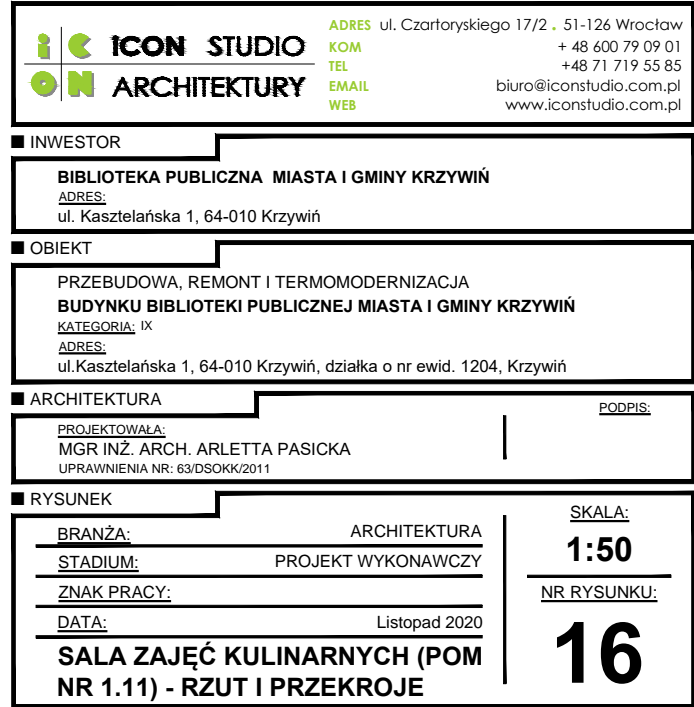 iC ICON STUDIO
ON ARCHITEKTURY
ADRES ul. Czartoryskiego 17/2 . 51-126 Wrocław
KOM + 48 600 79 09 01
TEL +48 71 719 55 85
EMAIL biuro@iconstudio.com.pl
WEB www.iconstudio.com.pl
INWESTOR
BIBLIOTEKA PUBLICZNA MIASTA I GMINY KRZYWIŃ
ADRES:
ul. Kasztelańska 1, 64-010 Krzywiń
OBIEKT
PRZEBUDOWA, REMONT I TERMOMODERNIZACJA
BUDYNKU BIBLIOTEKI PUBLICZNEJ MIASTA I GMINY KRZYWIŃ
KATEGORIA: IX
ADRES:
ul.Kasztelańska 1, 64-010 Krzywiń, działka o nr ewid. 1204, Krzywiń
ARCHITEKTURA
PODPIS:
PROJEKTOWAŁA:
MGR INŻ. ARCH. ARLETTA PASICKA
UPRAWNIENIA NR: 63/DSOKK/2011
RYSUNEK
BRANŻA: ARCHITEKTURA
STADIUM: PROJEKT WYKONAWCZY
ZNAK PRACY:
DATA: Listopad 2020
SALA ZAJĘĆ KULINARNYCH (POM
NR 1.11) - RZUT I PRZEKROJE
SKALA:
1:50
NR RYSUNKU:
16